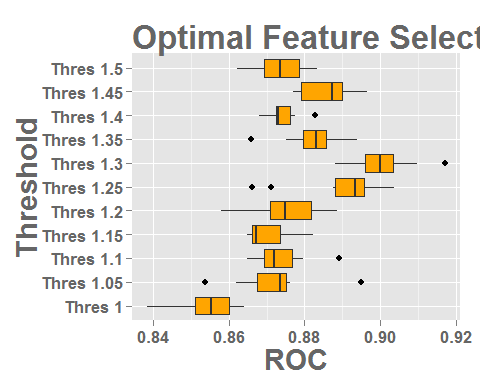 Optimal Feature Select
Threshold
Thres 1.5
Thres 1.45
Thres 1.4
Thres 1.35
Thres 1.3
Thres 1.25
Thres 1.2
Thres 1.15
Thres 1.1
Thres 1.05
Thres 1
0.84 0.86 0.88 0.90 0.92
ROC